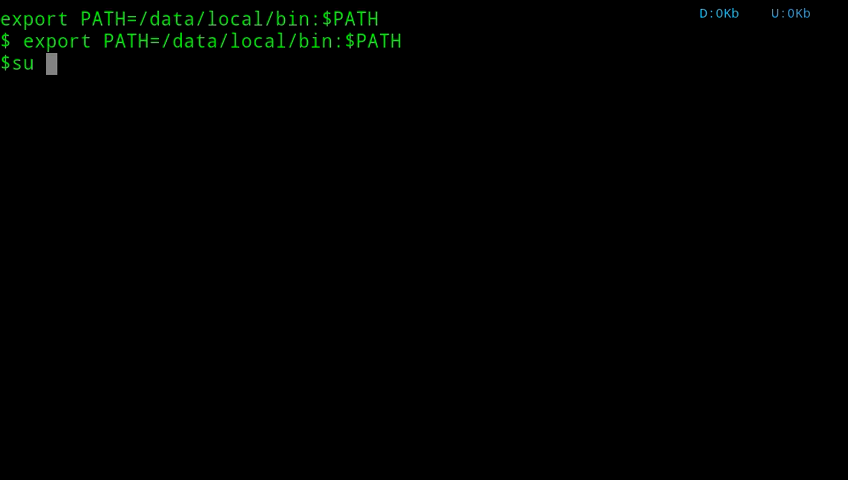 export PATH=/data/local/bin:$PATH
D:0Kb U:0Kb
$ export PATH=/data/local/bin:$PATH
$su